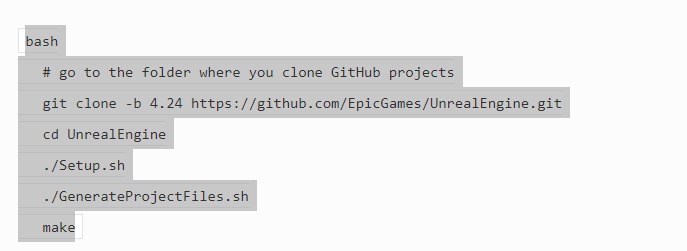 bash
# go to the folder where you clone GitHub projects
git clone -b 4.24 https://github.com/EpicGames/UnrealEngine.git
cd UnrealEngine
./Setup.sh
./GenerateProjectFiles.sh
make